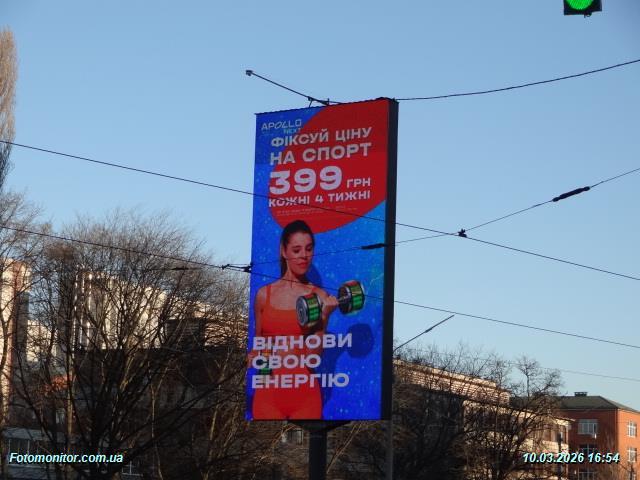 APOLLO
NEXT
ФІКСУЙ ЦІНУ
НА СПОРТ
399 ГРН
КОЖНІ 4 ТИЖНІ
ВІДНОВИ
СВОЮ
ЕНЕРГІЮ
Fotomonitor.com.ua
10.03.2026 16:54